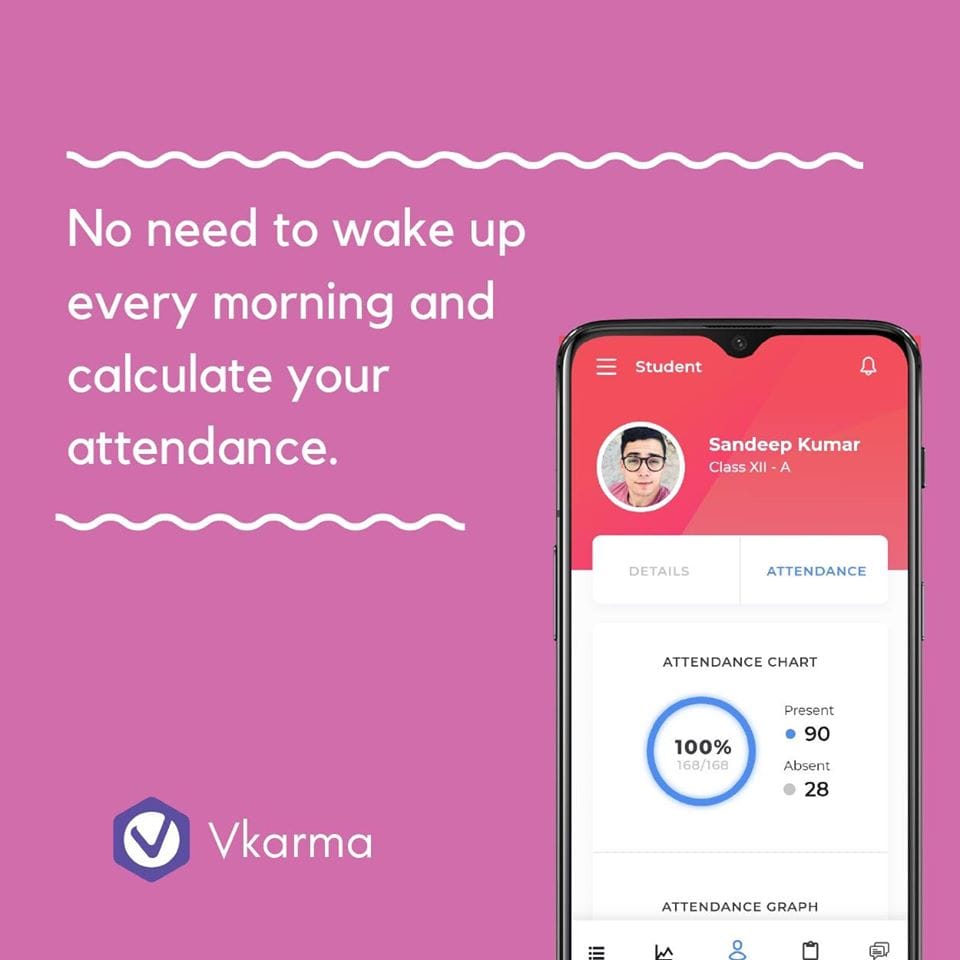 No need to wake up
every morning and
calculate your
attendance.
Student
Sandeep Kumar
Class XII - A
DETAILS
ATTENDANCE
ATTENDANCE CHART
100%
168/168
Present
90
Absent
28
ATTENDANCE GRAPH
Vkarma